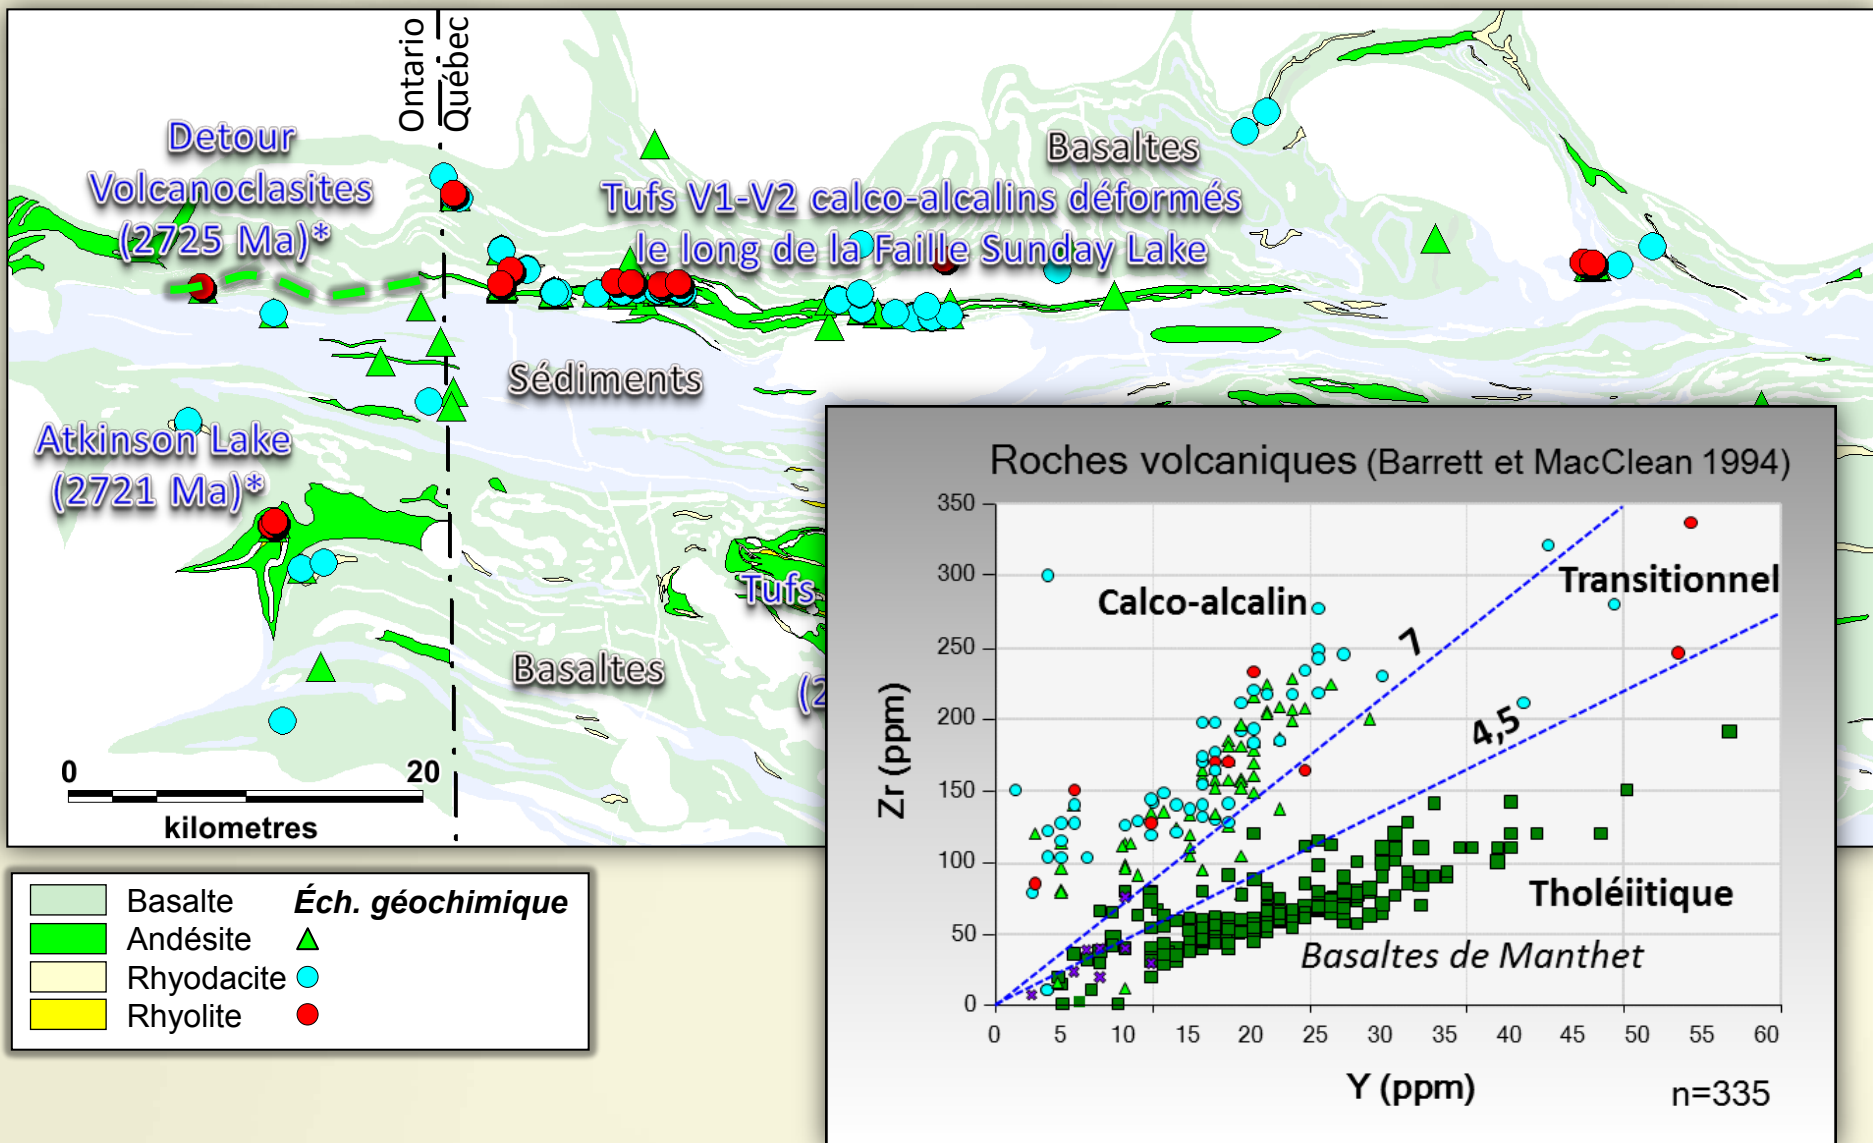 Ontario
Québec
Detour
Volcanoclasites
(2725 Ma)*
Basaltes
Tufs V1-V2 calco-alcalins déformés
le long de la Faille Sunday Lake
Sédiments
Atkinson Lake
(2721 Ma)*
Tufs
Basaltes
(2
0 20
kilometres
Basalte
Andésite
Rhyodacite
Rhyolite
Éch. géochimique
Roches volcaniques (Barrett et MacClean 1994)
Zr (ppm)
350
300
250
200
150
100
50
0
Calco-alcalin
Transitionnel
7
4,5
Tholéiitique
Basaltes de Manthet
0 5 10 15 20 25 30 35 40 45 50 55 60
Y (ppm)
n=335